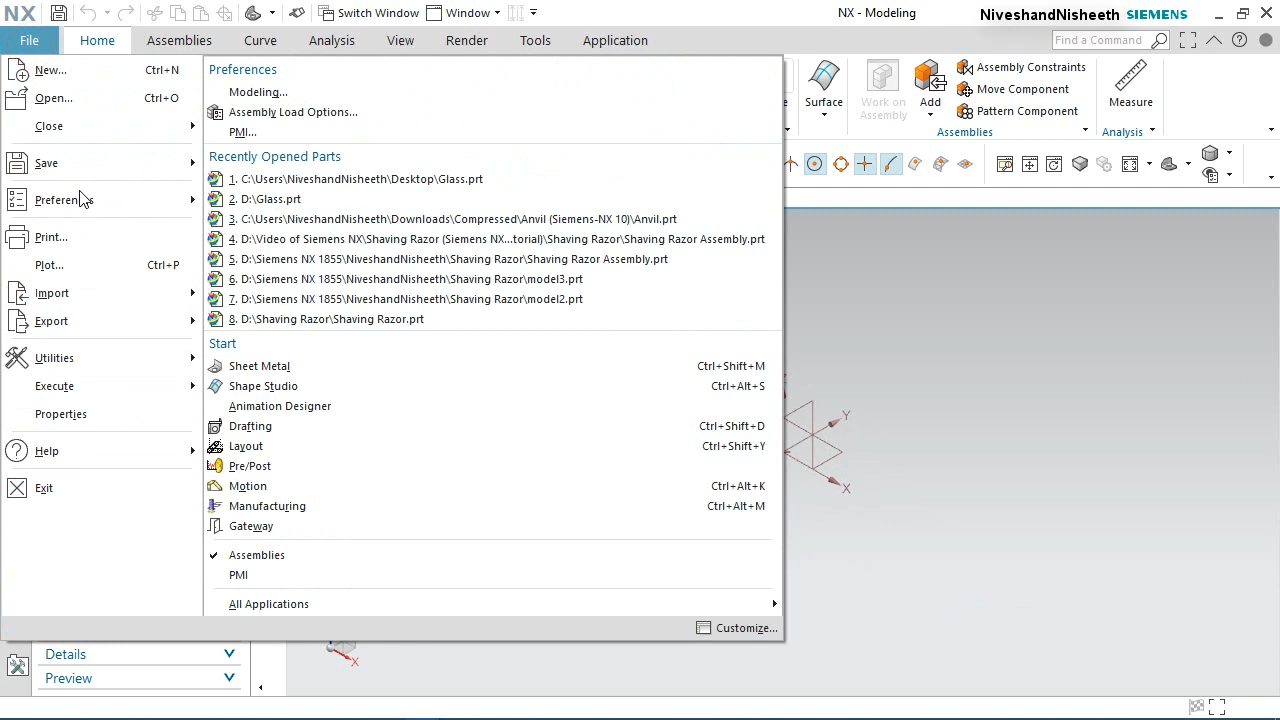 NX
Switch Window
Window
NX - Modeling
NiveshandNisheeth SIEMENS
File
Home
Assemblies
Curve
Analysis
View
Render
Tools
Application
Find a Command
New... Ctrl+N
Open... Ctrl+O
Close
Save
Preferences
Print...
Plot... Ctrl+P
Import
Export
Utilities
Execute
Properties
Help
Exit
Preferences
Modeling...
Assembly Load Options...
PMI...
Recently Opened Parts
1. C:\Users\NiveshandNisheeth\Desktop\Glass.prt
2. D:\Glass.prt
3. C:\Users\NiveshandNisheeth\Downloads\Compressed\Anvil (Siemens-NX 10)\Anvil.prt
4. D:\Video of Siemens NX\Shaving Razor (Siemens NX...torial)\Shaving Razor\Shaving Razor Assembly.prt
5. D:\Siemens NX 1855\NiveshandNisheeth\Shaving Razor\Shaving Razor Assembly.prt
6. D:\Siemens NX 1855\NiveshandNisheeth\Shaving Razor\model3.prt
7. D:\Siemens NX 1855\NiveshandNisheeth\Shaving Razor\model2.prt
8. D:\Shaving Razor\Shaving Razor.prt
Start
Sheet Metal Ctrl+Shift+M
Shape Studio Ctrl+Alt+S
Animation Designer
Drafting Ctrl+Shift+D
Layout Ctrl+Shift+Y
Pre/Post
Motion Ctrl+Alt+K
Manufacturing Ctrl+Alt+M
Gateway
Assemblies
PMI
All Applications
Customize...
Surface
Work on
Assembly
Add
Assembly Constraints
Move Component
Pattern Component
Assemblies
Measure
Analysis
Y
X
X
Details
Preview